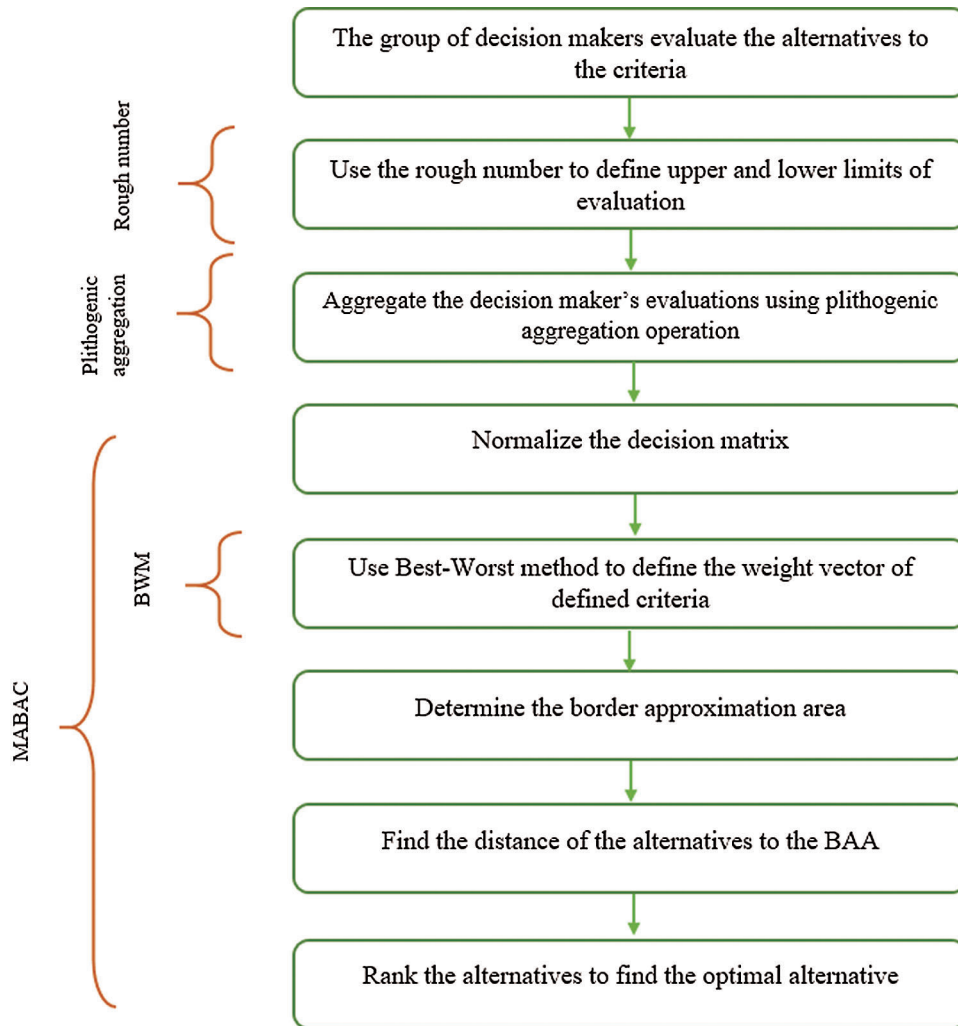 The group of decision makers evaluate the alternatives to
the criteria
Rough number
Use the rough number to define upper and lower limits of
evaluation
Plithogenic
aggregation
Aggregate the decision maker’s evaluations using plithogenic
aggregation operation
MABAC
Normalize the decision matrix
BWM
Use Best-Worst method to define the weight vector of
defined criteria
Determine the border approximation area
Find the distance of the alternatives to the BAA
Rank the alternatives to find the optimal alternative